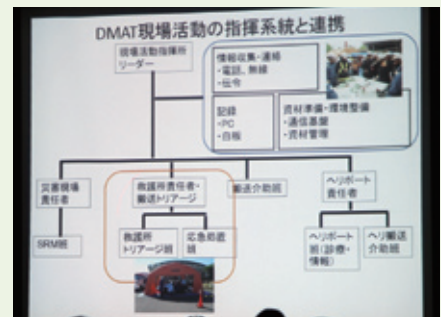 DMAT現場活動の指揮系統と連携
現場活動指揮所
リーダー
情報収集・連絡
・電話、無線
・伝令
記録
・PC
・白板
資材準備・環境整備
・通信基盤
・資材管理
災害現場
責任者
救護所責任者・
搬送トリアージ
搬送介助班
ヘリポート
責任者
SRM班
救護所
トリアージ班
応急処置
班
ヘリポート
班(診療・
情報)
ヘリ搬送
介助班